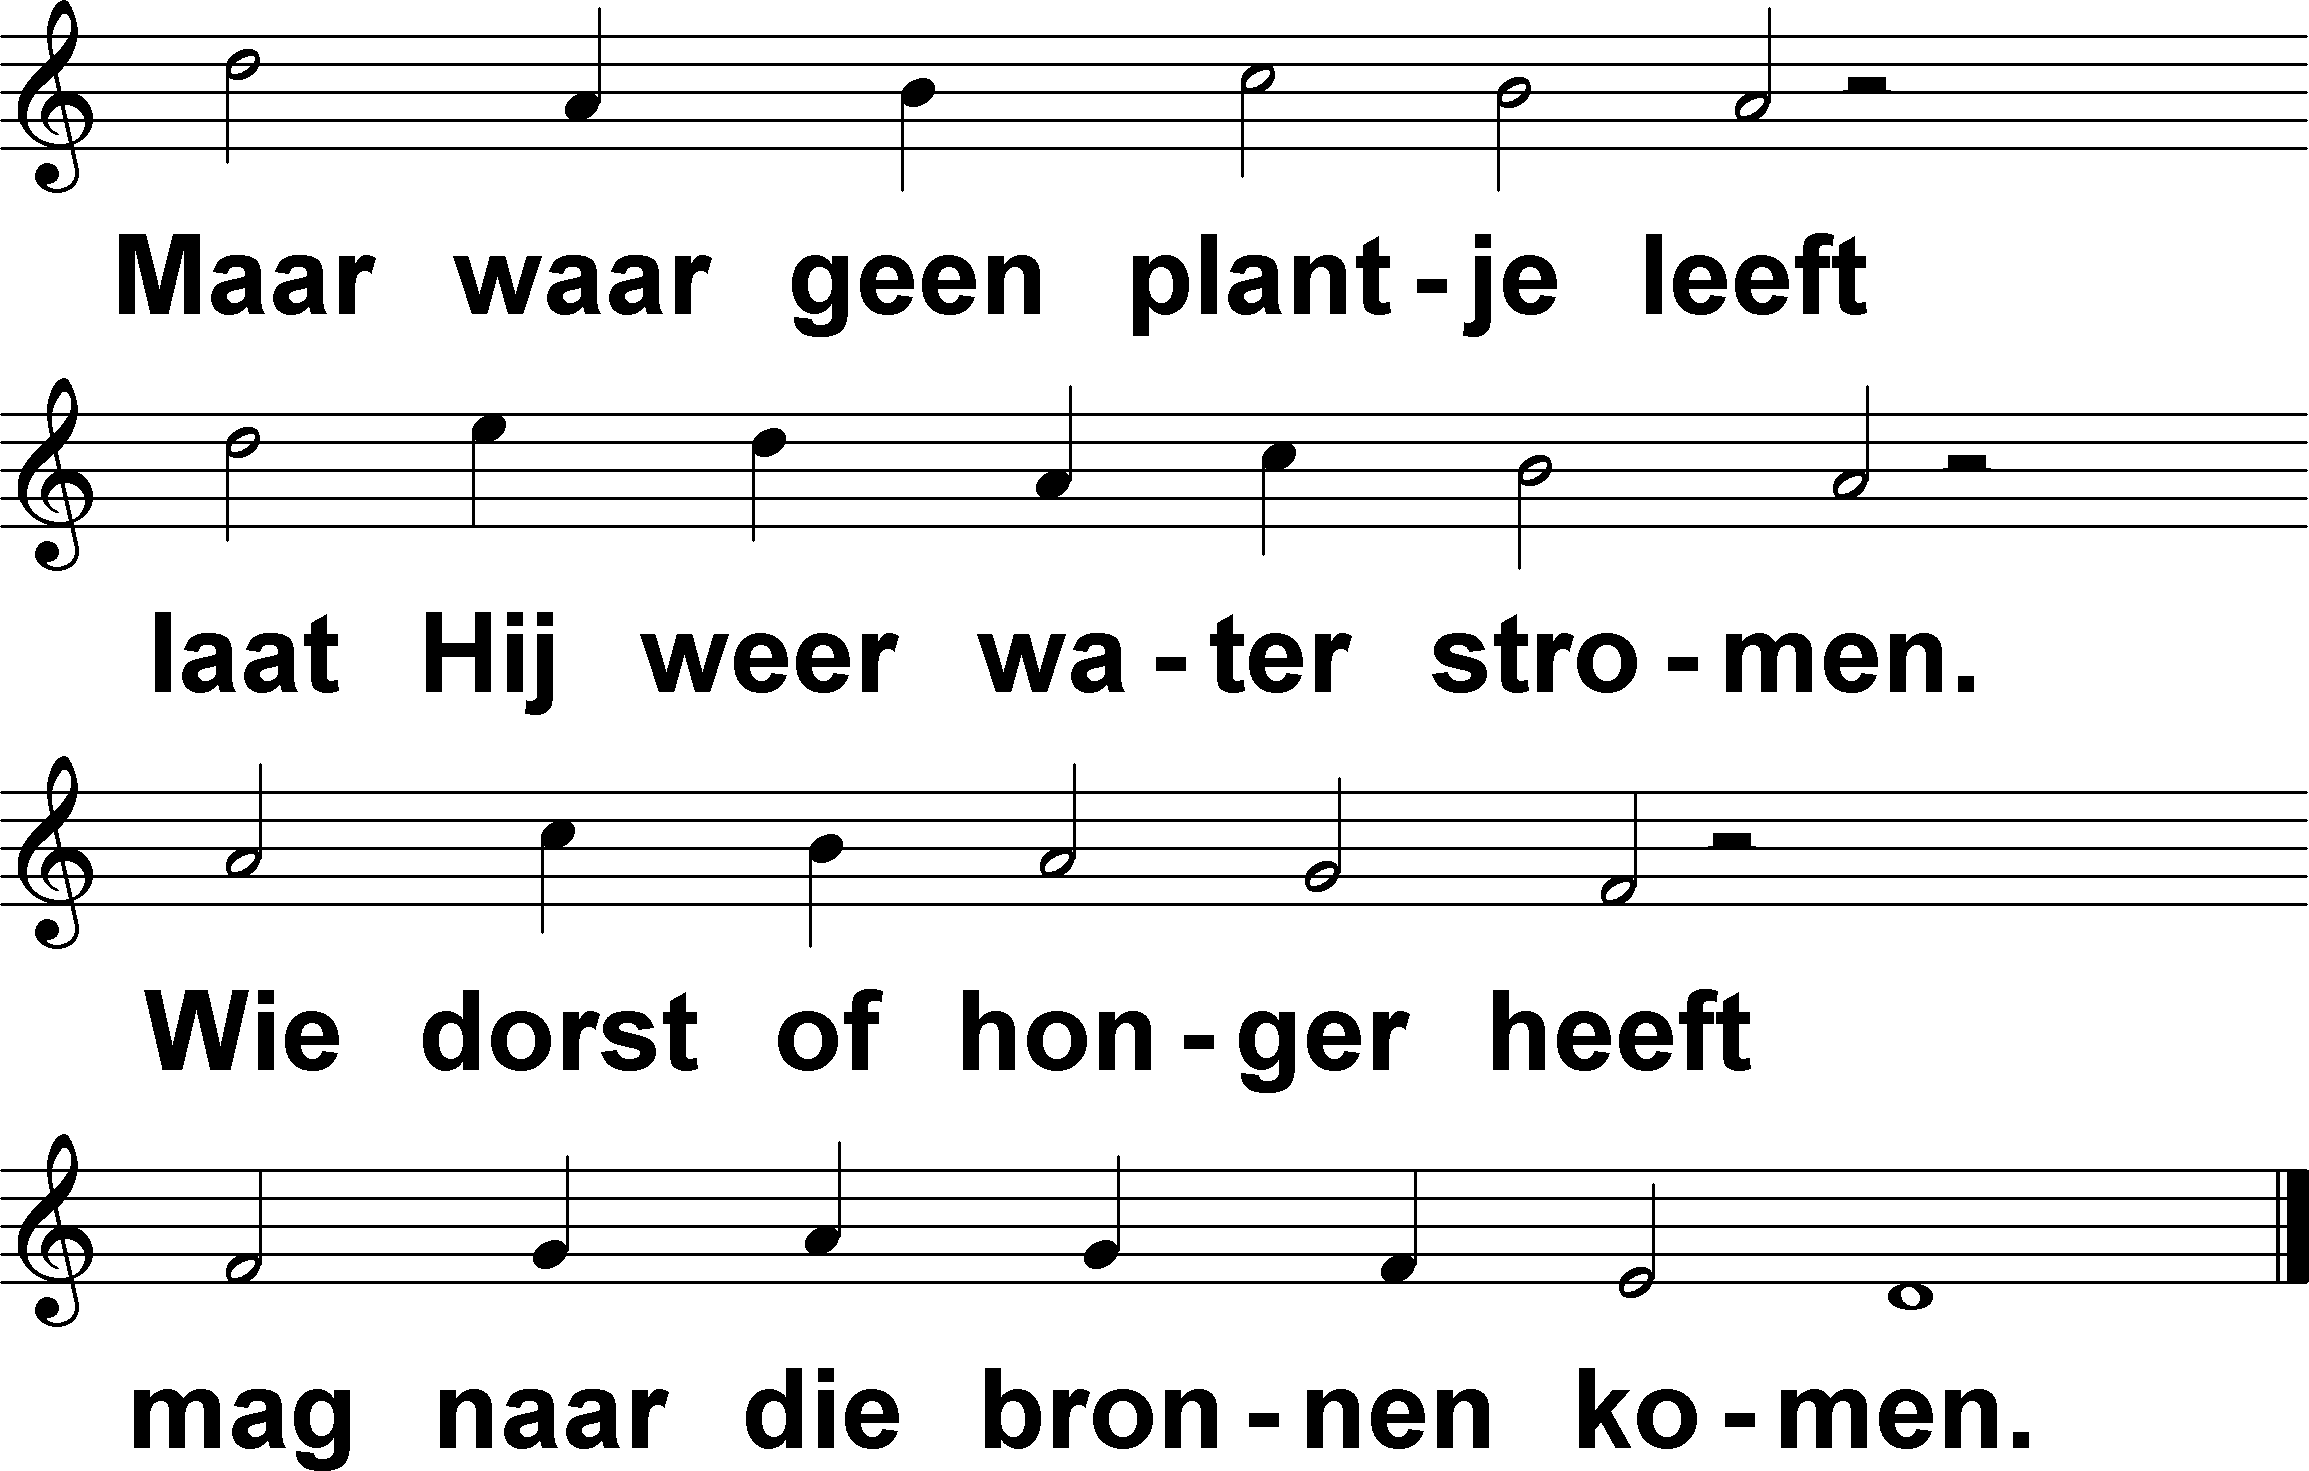 Maar waar geen plant-je leeft
laat Hij weer wa-ter stro-men.
Wie dorst of hon-ger heeft
mag naar die bron-nen ko-men.